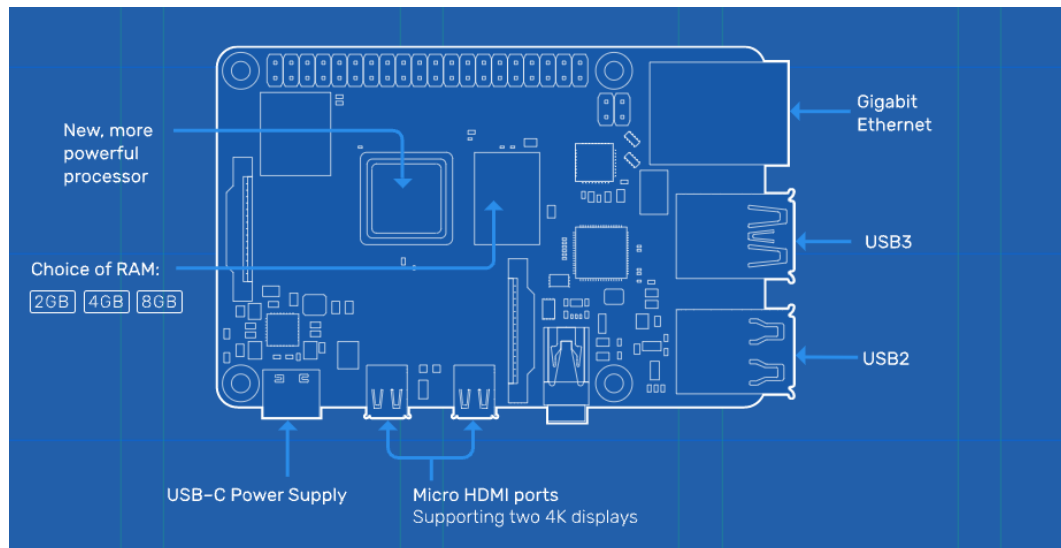 New, more
powerful
processor
Choice of RAM:
2GB 4GB 8GB
USB-C Power Supply
Micro HDMI ports
Supporting two 4K displays
Gigabit
Ethernet
USB3
USB2